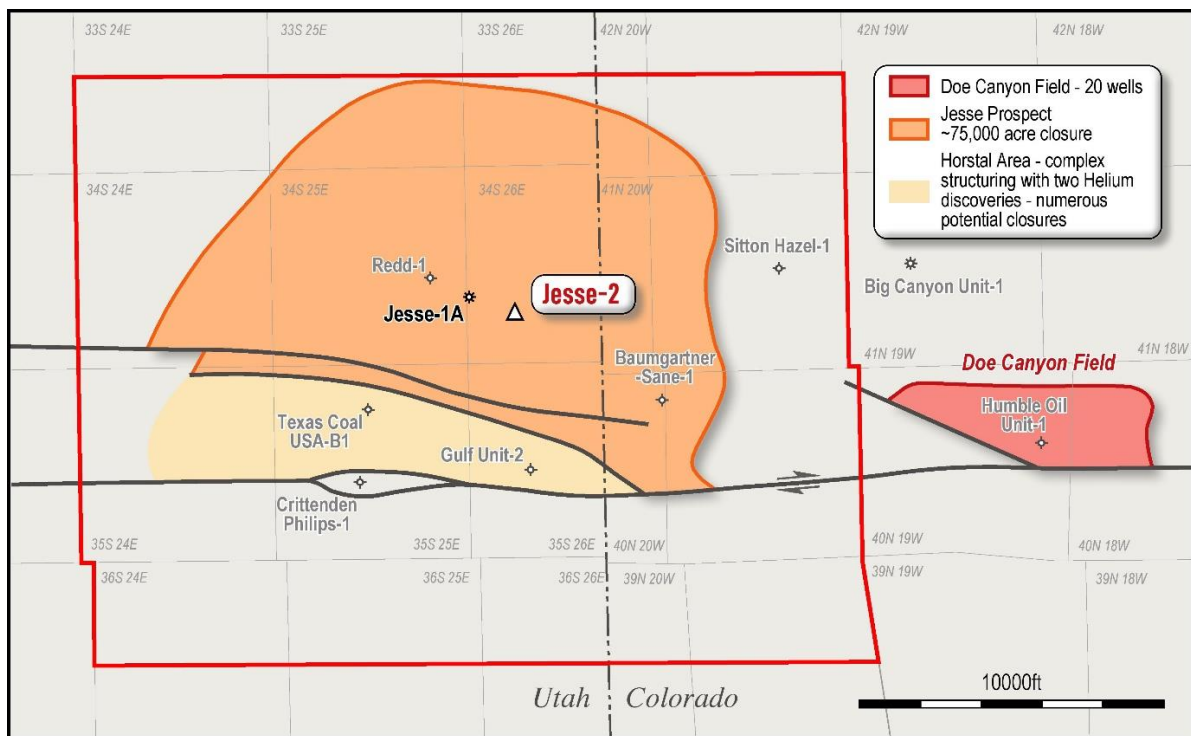 33S 24E
33S 25E
33S 26E
42N 20W
42N 19W
42N 18W
Doe Canyon Field - 20 wells
Jesse Prospect
~75,000 acre closure
Horstal Area - complex
structuring with two Helium
discoveries - numerous
potential closures
34S 24E
34S 25E
34S 26E
41N 20W
Sitton Hazel-1
Redd-1
Jesse-2
Big Canyon Unit-1
Jesse-1A
Baumgartner
-Sane-1
41N 19W
41N 18W
Doe Canyon Field
Humble Oil
Unit-1
Texas Coal
USA-B1
Gulf Unit-2
Crittenden
Philips-1
35S 24E
35S 25E
35S 26E
40N 20W
40N 19W
40N 18W
36S 24E
36S 25E
36S 26E
39N 20W
39N 19W
39N 18W
10000ft
Utah
Colorado